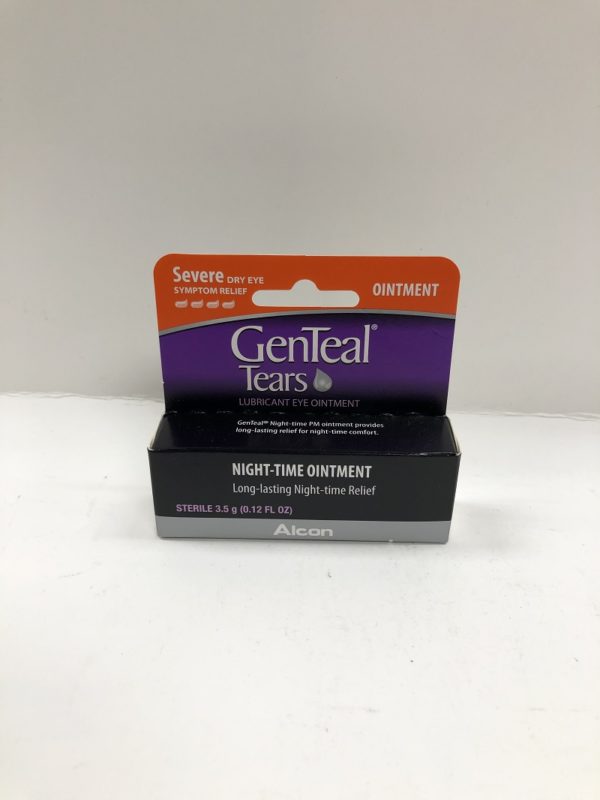 Severe DRY EYE
SYMPTOM RELIEF
OINTMENT
GenTeal®
Tears
LUBRICANT EYE OINTMENT
GenTeal® Night-time PM ointment provides
long-lasting relief for night-time comfort.
NIGHT-TIME OINTMENT
Long-lasting Night-time Relief
STERILE 3.5 g (0.12 FL OZ)
Alcon